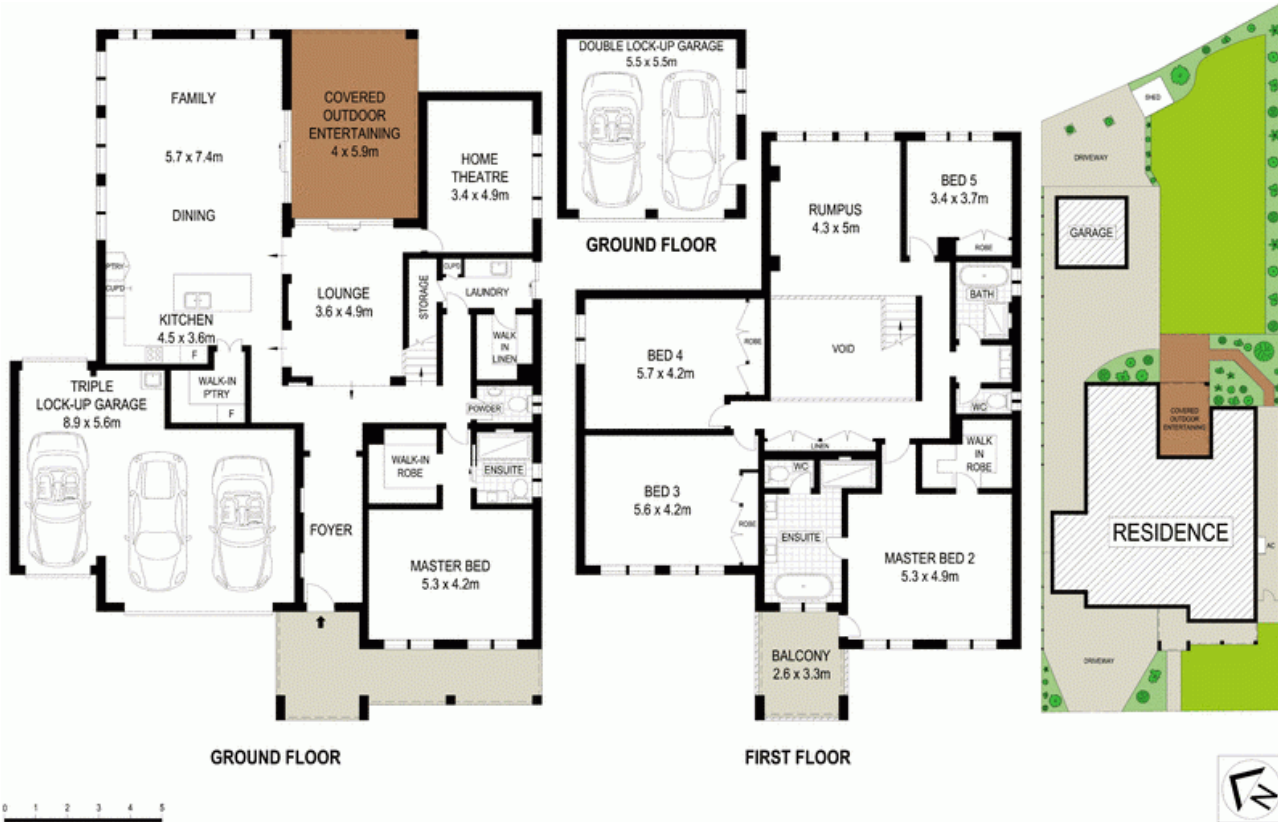 FAMILY
5.7 x 7.4m
DINING
COVERED
OUTDOOR
ENTERTAINING
4 x 5.9m
HOME
THEATRE
3.4 x 4.9m
P'TRY
CUP'D
KITCHEN
4.5 x 3.6m
F
LOUNGE
3.6 x 4.9m
STORAGE
CUPD
LAUNDRY
WALK
IN
LINEN
TRIPLE
LOCK-UP GARAGE
8.9 x 5.6m
WALK-IN
P'TRY
F
POWDER
WALK-IN
ROBE
ENSUITE
FOYER
MASTER BED
5.3 x 4.2m
GROUND FLOOR
DOUBLE LOCK-UP GARAGE
5.5 x 5.5m
GROUND FLOOR
RUMPUS
4.3 x 5m
BED 5
3.4 x 3.7m
ROBE
BATH
BED 4
5.7 x 4.2m
ROBE
VOID
WC
LINEN
WALK
IN
ROBE
BED 3
5.6 x 4.2m
ROBE
WC
ENSUITE
MASTER BED 2
5.3 x 4.9m
BALCONY
2.6 x 3.3m
FIRST FLOOR
SHED
DRIVEWAY
GARAGE
COVERED
OUTDOOR
ENTERTAINING
RESIDENCE
AC
DRIVEWAY
N
0 1 2 3 4 5